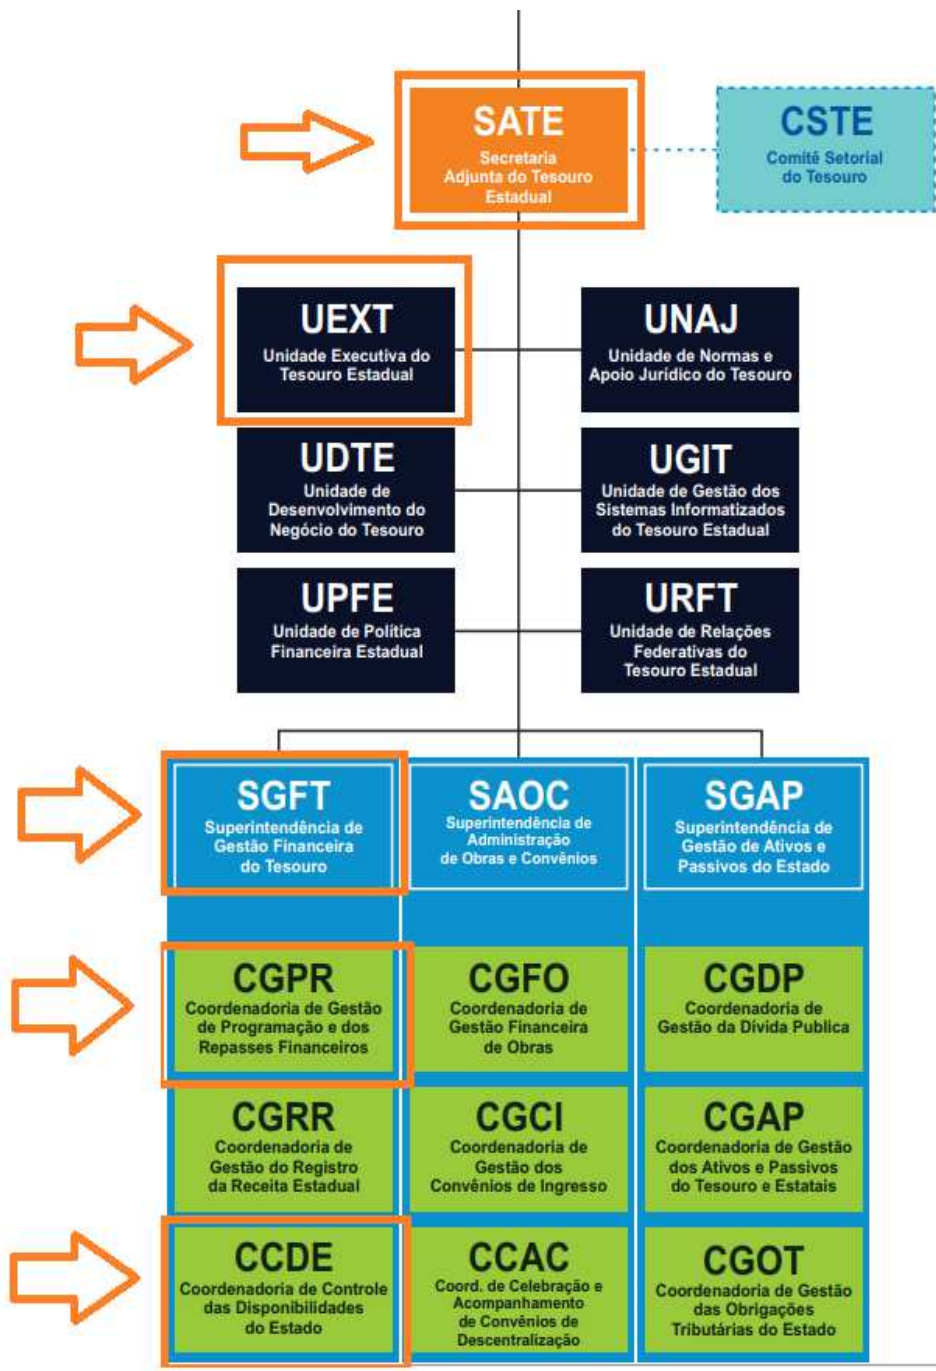 SATE
Secretaria
Adjunta do Tesouro
Estadual
CSTE
Comitê Setorial
do Tesouro
UEXT
Unidade Executiva do
Tesouro Estadual
UNAJ
Unidade de Normas e
Apoio Jurídico do Tesouro
UDTE
Unidade de
Desenvolvimento do
Negócio do Tesouro
UGIT
Unidade de Gestão dos
Sistemas Informatizados
do Tesouro Estadual
UPFE
Unidade de Política
Financeira Estadual
URFT
Unidade de Relações
Federativas do
Tesouro Estadual
SGFT
Superintendência de
Gestão Financeira
do Tesouro
SAOC
Superintendência de
Administração
de Obras e Convênios
SGAP
Superintendência de
Gestão de Ativos e
Passivos do Estado
CGPR
Coordenadoria de Gestão
de Programação e dos
Repasses Financeiros
CGFO
Coordenadoria de
Gestão Financeira
de Obras
CGDP
Coordenadoria de
Gestão da Dívida Publica
CGRR
Coordenadoria de
Gestão do Registro
da Receita Estadual
CGCI
Coordenadoria de
Gestão dos
Convênios de Ingresso
CGAP
Coordenadoria de Gestão
dos Ativos e Passivos
do Tesouro e Estatais
CCDE
Coordenadoria de Controle
das Disponibilidades
do Estado
CCAC
Coord. de Celebração e
Acompanhamento
de Convênios de
Descentralização
CGOT
Coordenadoria de Gestão
das Obrigações
Tributárias do Estado